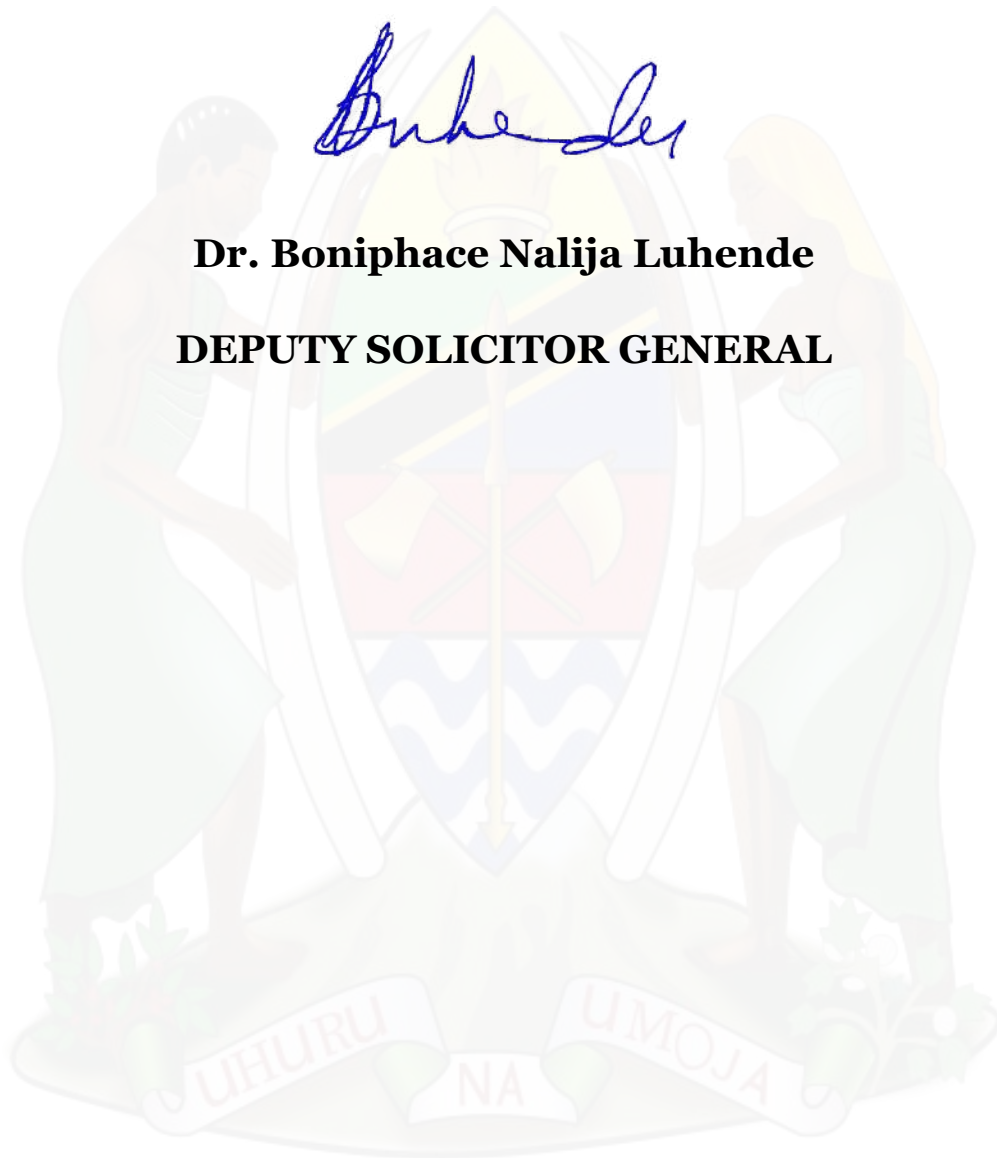 Dr. Boniphace Nalija Luhende
DEPUTY SOLICITOR GENERAL
UHURU
NA
UMOJA